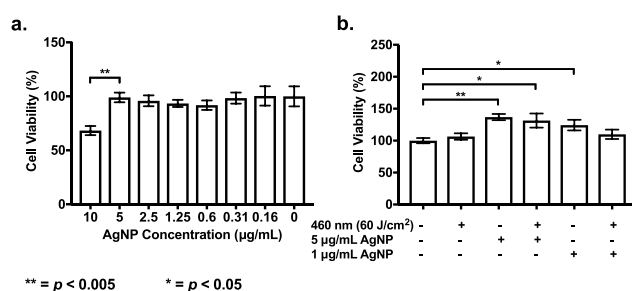 a.
150
100
50
0
Cell Viability (%)
**
10 5 2.5 1.25 0.6 0.31 0.16 0
AgNP Concentration (µg/mL)
** = p < 0.005 * = p < 0.05
b.
250
200
150
100
50
0
Cell Viability (%)
*
*
**
460 nm (60 J/cm²) - + - + - +
5 µg/mL AgNP - - + + - -
1 µg/mL AgNP - - - - + +